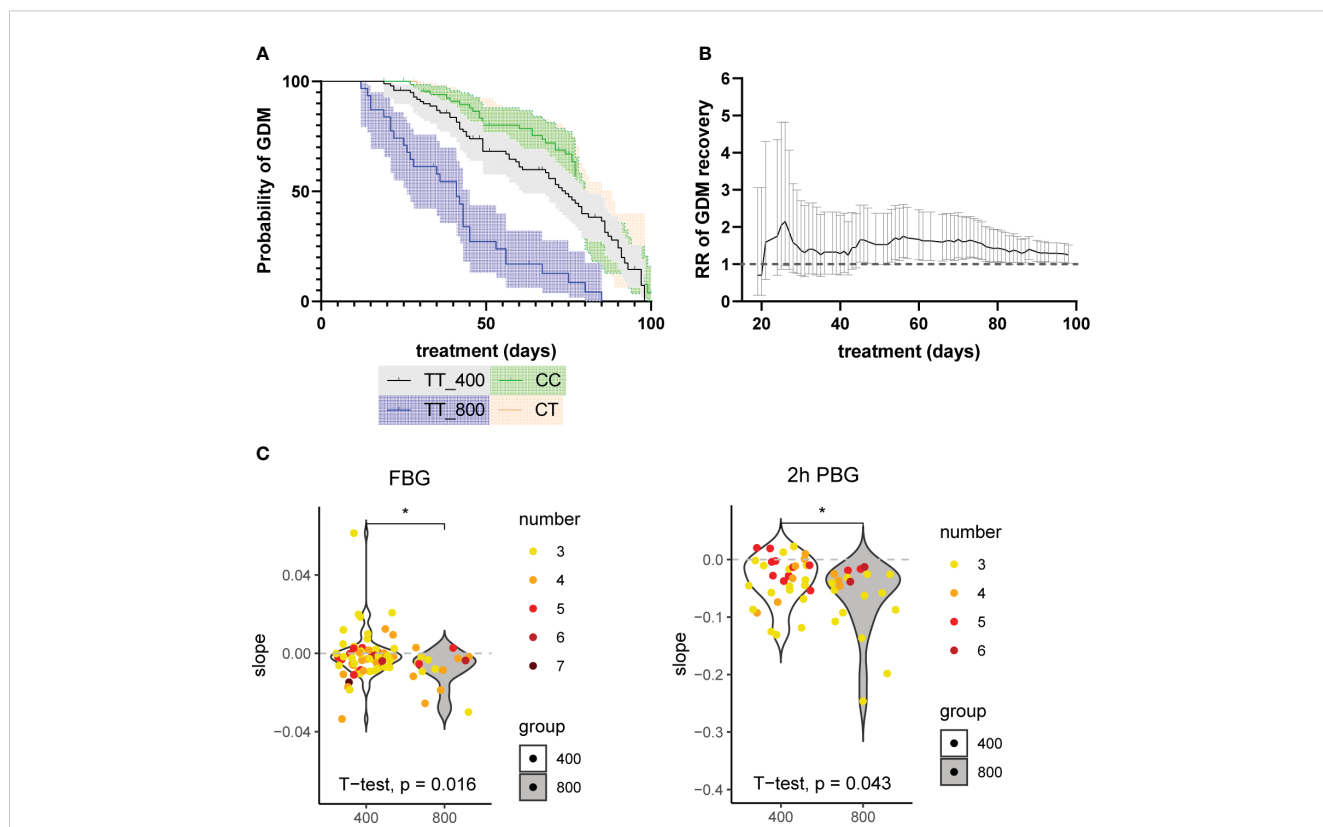 A
100
50
0
Probability of GDM
0
50
100
treatment (days)
TT_400
CC
TT_800
CT
B
6
5
4
3
2
1
0
RR of GDM recovery
20
40
60
80
100
treatment (days)
C
FBG
*
0.04
0.00
−0.04
slope
T−test, p = 0.016
400
800
number
3
4
5
6
7
group
400
800
2h PBG
*
0.0
−0.1
−0.2
−0.3
−0.4
slope
T−test, p = 0.043
400
800
number
3
4
5
6
group
400
800